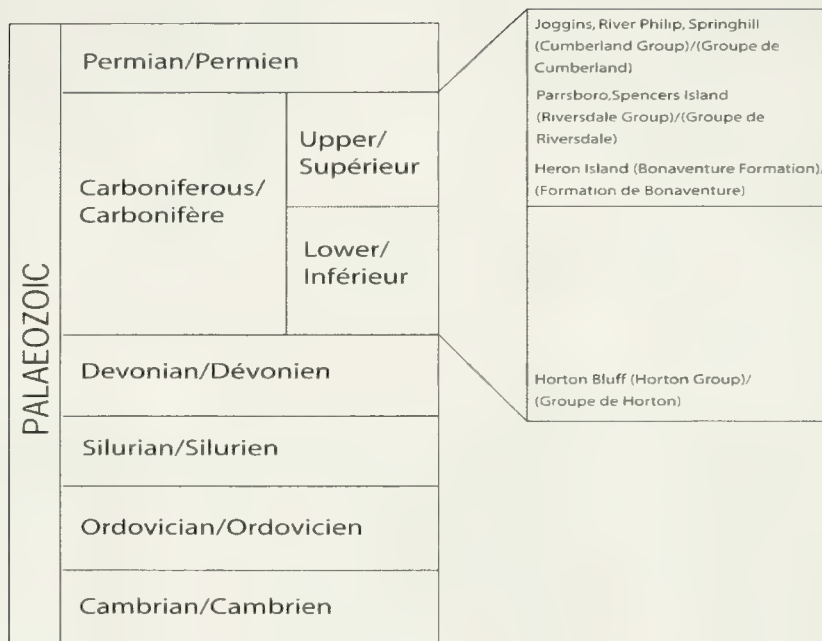 PALAEOZOIC
Permian/Permien
Carboniferous/
Carbonifère
Upper/
Supérieur
Lower/
Inférieur
Devonian/Dévonien
Silurian/Silurien
Ordovician/Ordovicien
Cambrian/Cambrien
Joggins, River Philip, Springhill
(Cumberland Group)/(Groupe de
Cumberland)
Parrsboro,Spencers Island
(Riversdale Group)/(Groupe de
Riversdale)
Heron Island (Bonaventure Formation)/
(Formation de Bonaventure)
Horton Bluff (Horton Group)/
(Groupe de Horton)